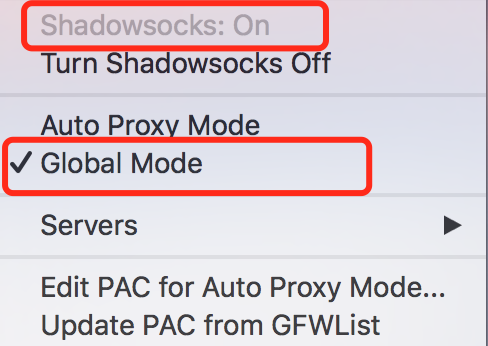 Shadowsocks: On
Turn Shadowsocks Off
Auto Proxy Mode
✓ Global Mode
Servers ▶
Edit PAC for Auto Proxy Mode...
Update PAC from GFWList